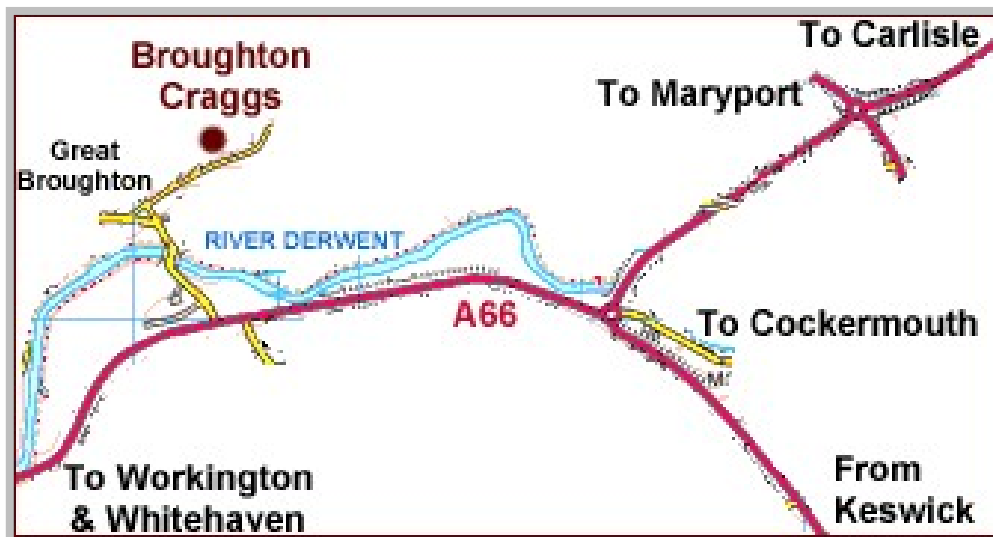 To Carlisle
Broughton
Craggs
To Maryport
Great
Broughton
RIVER DERWENT
A66
To Cockermouth
To Workington
& Whitehaven
From
Keswick